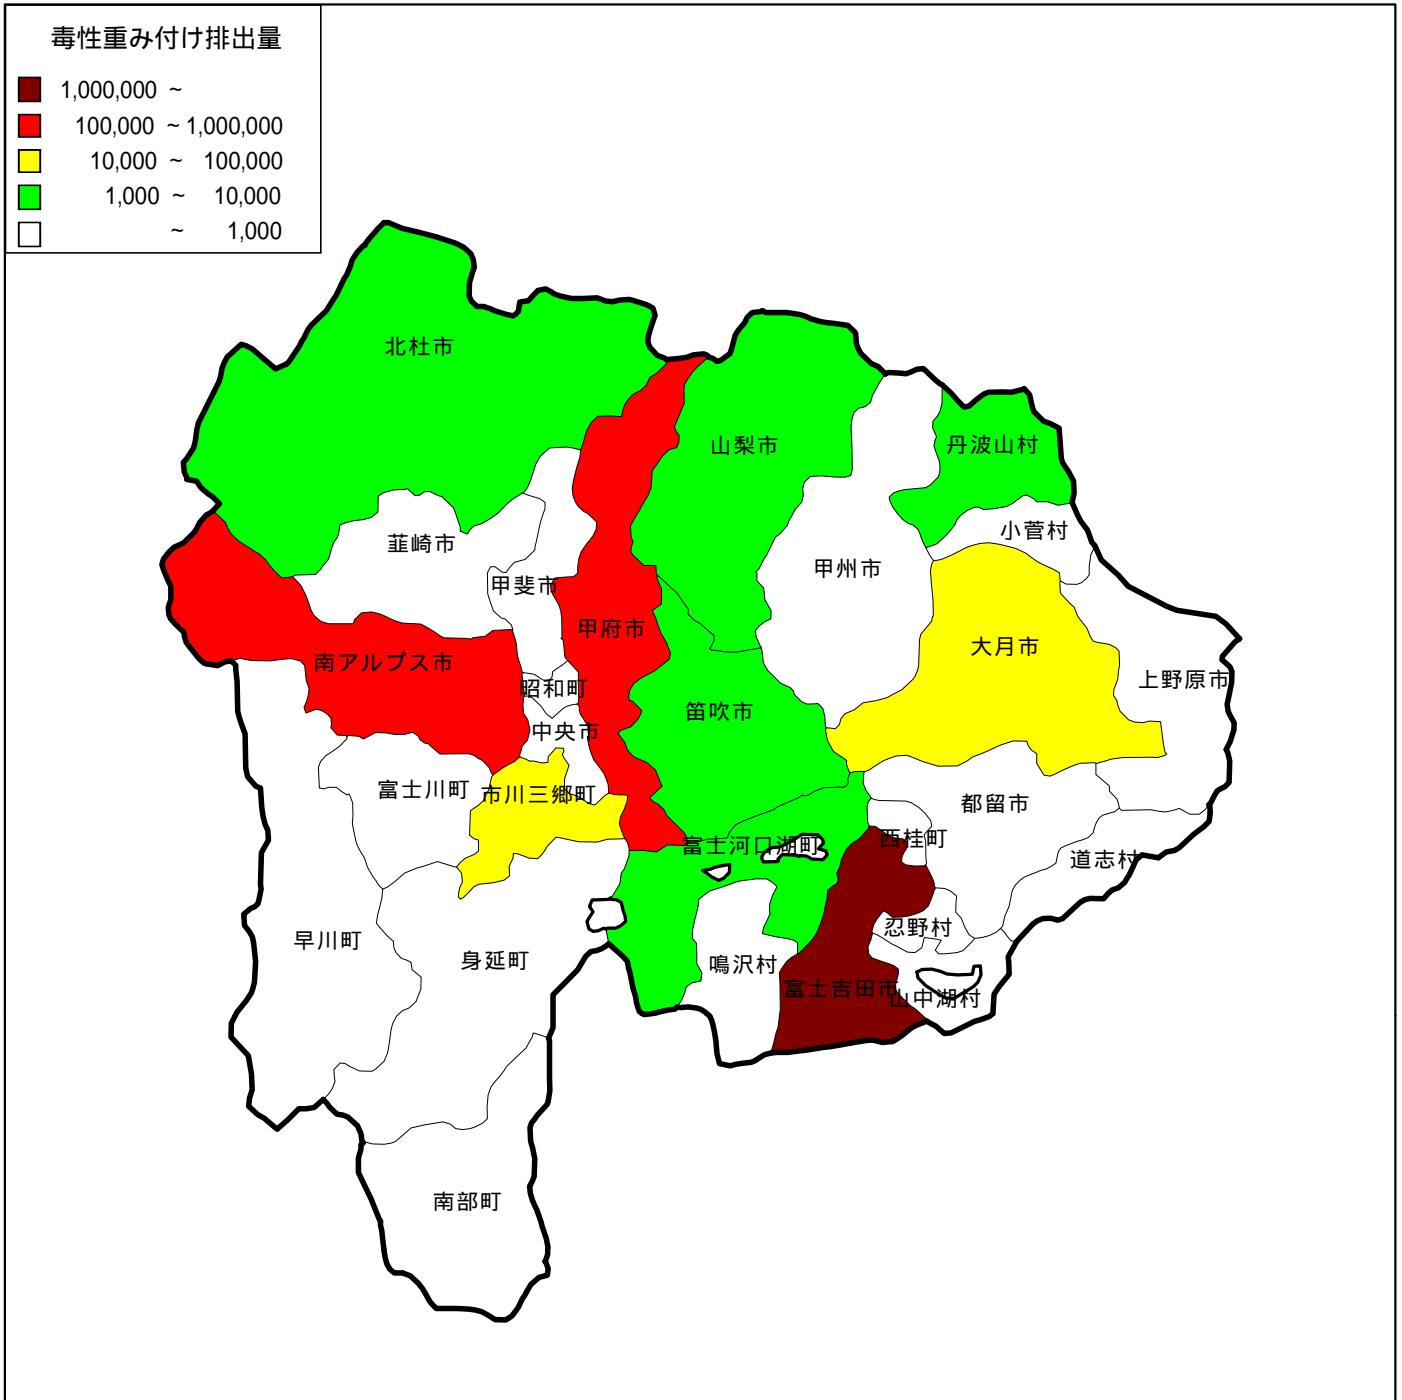 毒性重み付け排出量
1,000,000 ~
100,000 ~ 1,000,000
10,000 ~ 100,000
1,000 ~ 10,000
~ 1,000
北杜市
山梨市
丹波山村
小菅村
韮崎市
甲州市
甲斐市
甲府市
大月市
南アルプス市
上野原市
昭和町
笛吹市
中央市
富士川町
市川三郷町
都留市
西桂町
富士河口湖町
道志村
忍野村
早川町
身延町
鳴沢村
富士吉田市
山中湖村
南部町